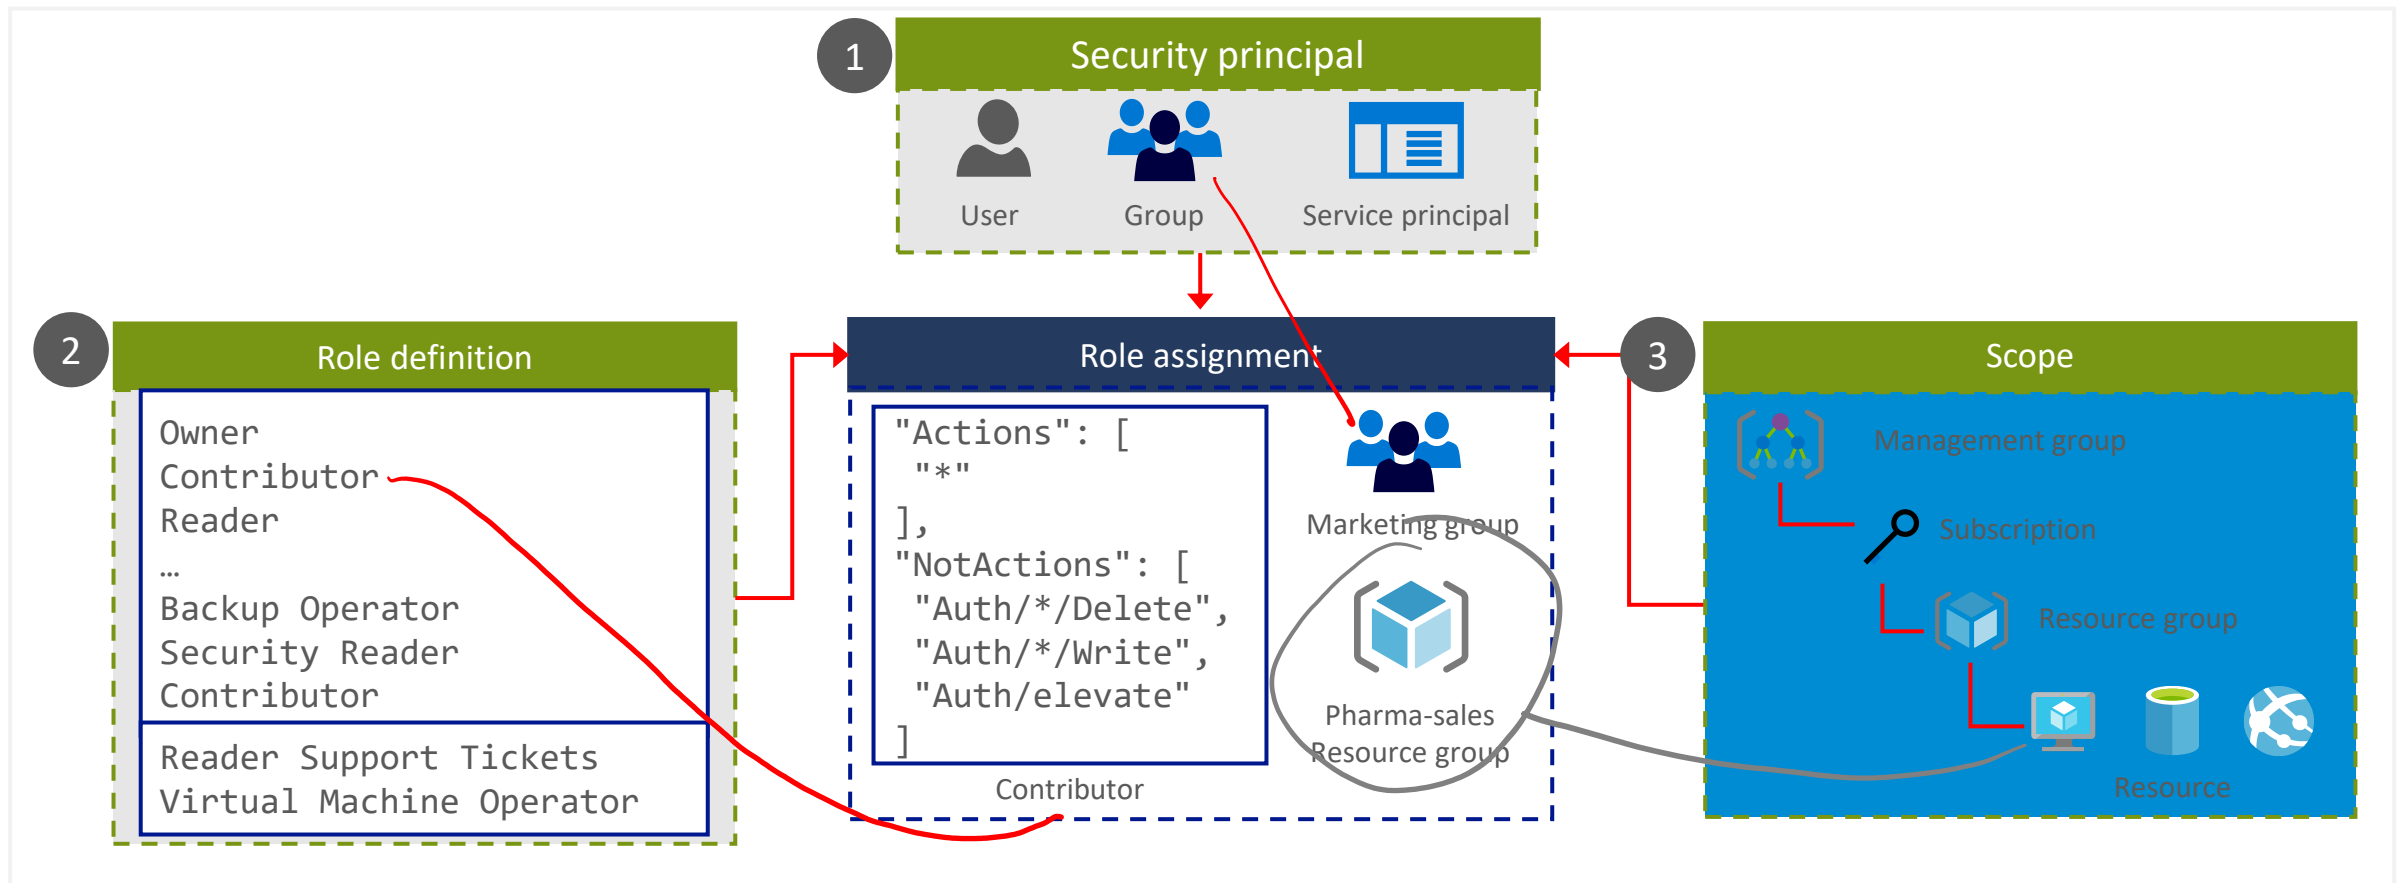 1
Security principal
User
Group
Service principal
2
Role definition
Owner
Contributor
Reader
…
Backup Operator
Security Reader
Contributor
Reader Support Tickets
Virtual Machine Operator
Role assignment
"Actions": [
"*"
],
"NotActions": [
"Auth/*/Delete",
"Auth/*/Write",
"Auth/elevate"
]
Contributor
Marketing group
Pharma-sales
Resource group
3
Scope
Management group
Subscription
Resource group
Resource